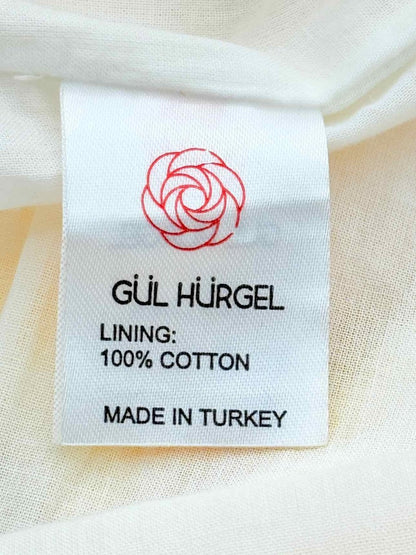 GÜL HÜRGEL
LINING:
100% COTTON
MADE IN TURKEY